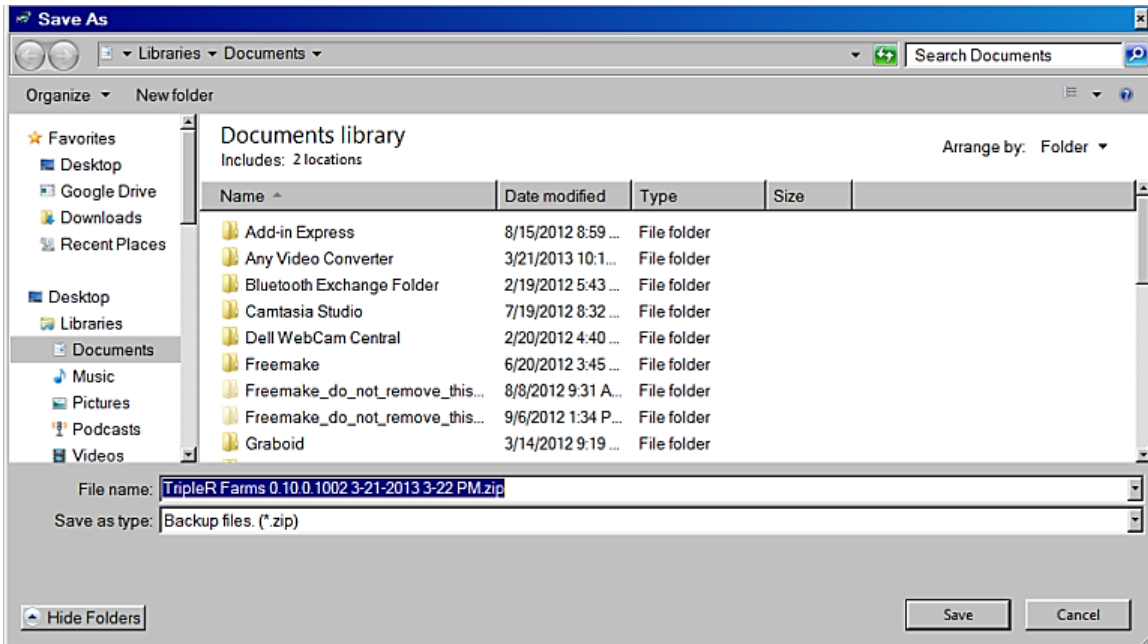 Save As
Libraries Documents
Search Documents
Organize New folder
Favorites
Desktop
Google Drive
Downloads
Recent Places
Desktop
Libraries
Documents
Music
Pictures
Podcasts
Videos
Documents library
Includes: 2 locations
Arrange by: Folder
Name Date modified Type Size
Add-in Express 8/15/2012 8:59 ... File folder
Any Video Converter 3/21/2013 10:1... File folder
Bluetooth Exchange Folder 2/19/2012 5:43 ... File folder
Camtasia Studio 7/19/2012 8:32 ... File folder
Dell WebCam Central 2/20/2012 4:40 ... File folder
Freemake 6/20/2012 3:45 ... File folder
Freemake_do_not_remove_this... 8/8/2012 9:31 A... File folder
Freemake_do_not_remove_this... 9/6/2012 1:34 P... File folder
Graboid 3/14/2012 9:19 ... File folder
File name: TripleR Farms 0.10.0.1002 3-21-2013 3-22 PM.zip
Save as type: Backup files. (*.zip)
Hide Folders
Save Cancel